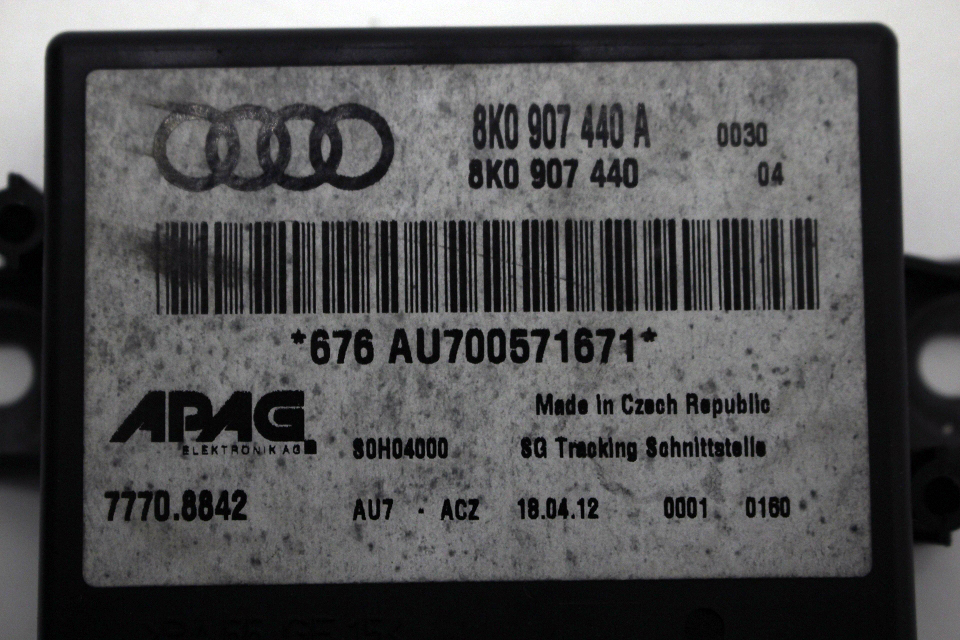 8K0 907 440 A 0030
8K0 907 440 04
*676 AU700571671*
APAG
ELEKTRONIK AG
Made in Czech Republic
S0H04000 SG Tracking Schnittstelle
7770.8842 AU7 - ACZ 18.04.12 0001 0160